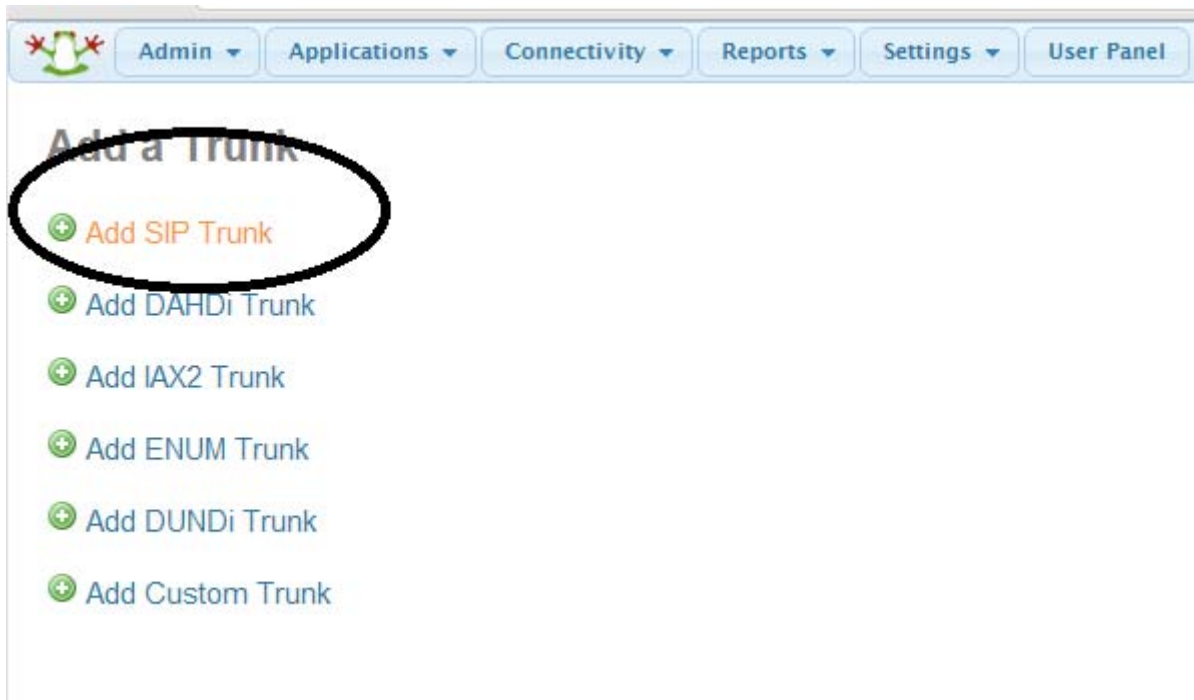 Admin Applications Connectivity Reports Settings User Panel
Add a Trunk
Add SIP Trunk
Add DAHDi Trunk
Add IAX2 Trunk
Add ENUM Trunk
Add DUNDi Trunk
Add Custom Trunk